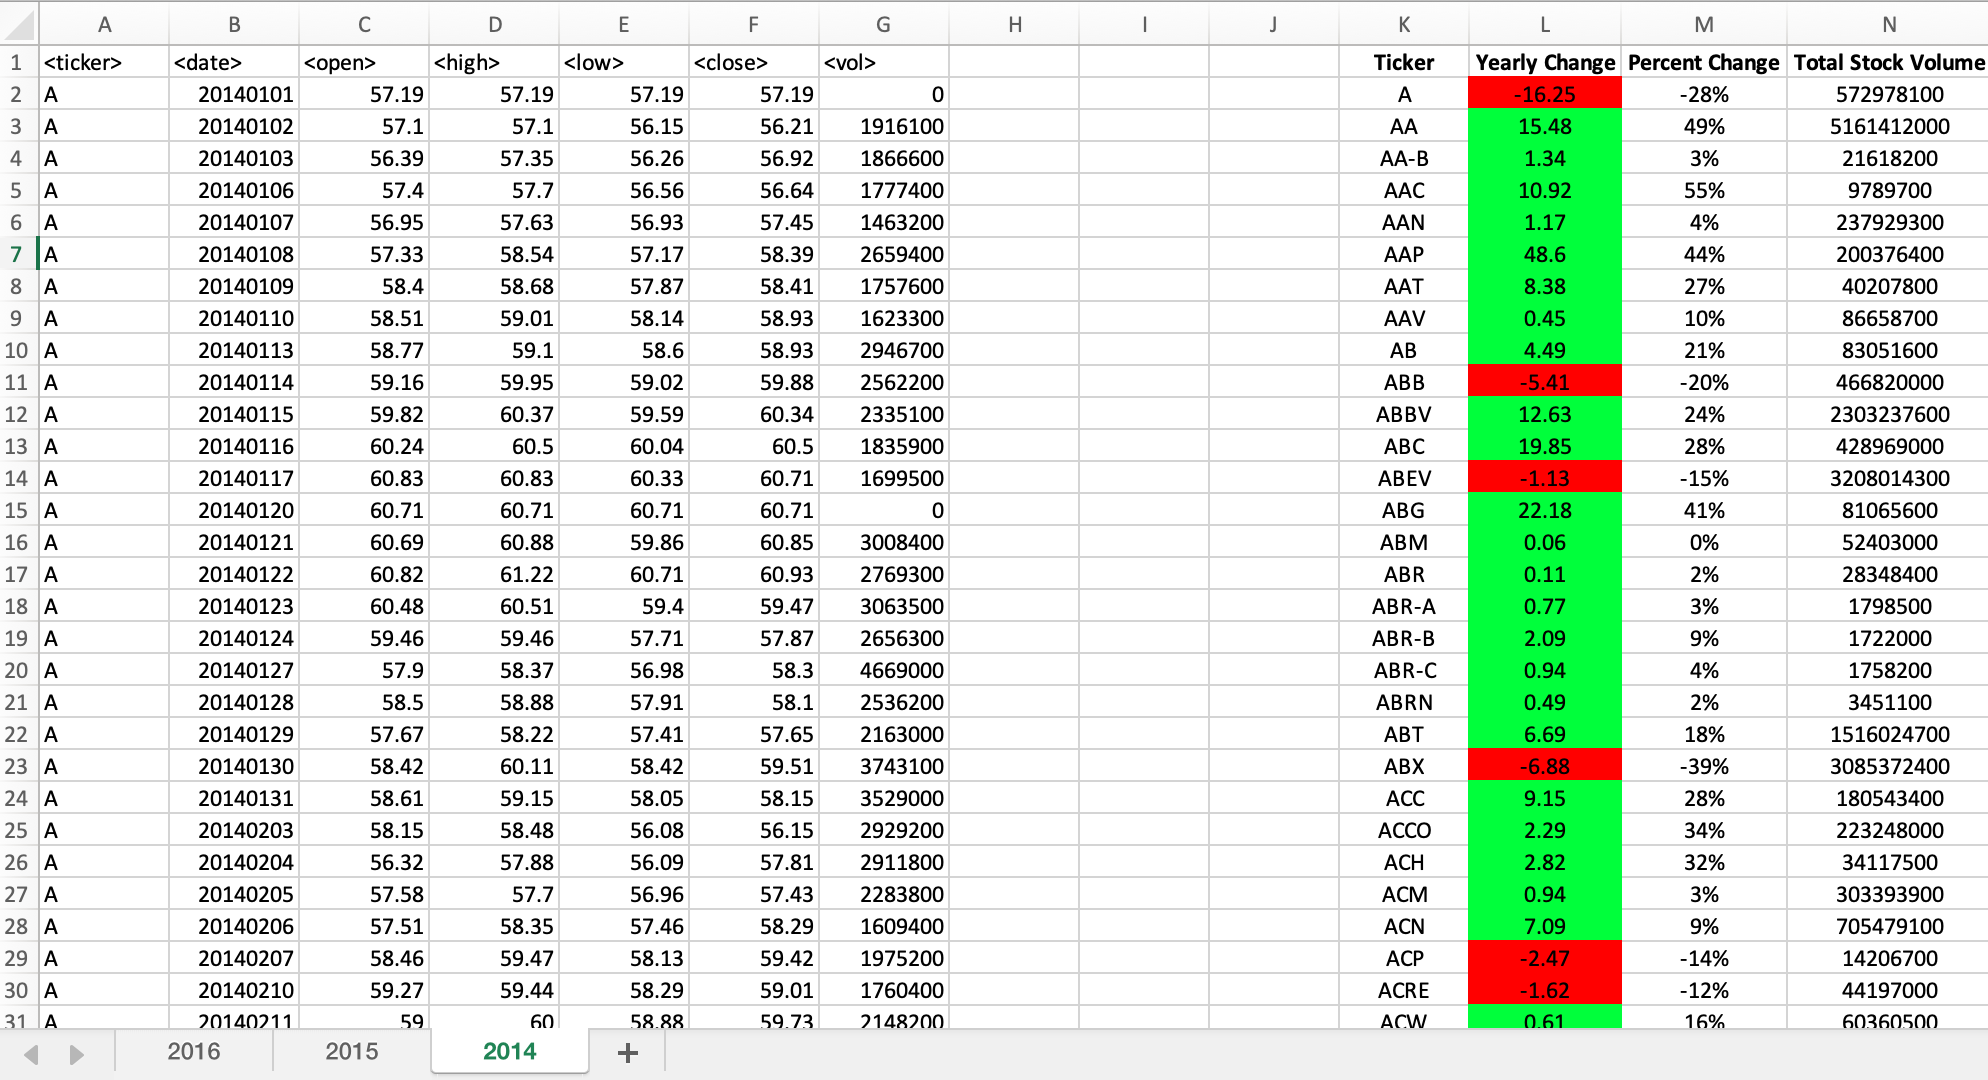 A B C D E F G H I J K L M N
1 <ticker> <date> <open> <high> <low> <close> <vol> Ticker Yearly Change Percent Change Total Stock Volume
2 A 20140101 57.19 57.19 57.19 57.19 0 A -16.25 -28% 572978100
3 A 20140102 57.1 57.1 56.15 56.21 1916100 AA 15.48 49% 5161412000
4 A 20140103 56.39 57.35 56.26 56.92 1866600 AA-B 1.34 3% 21618200
5 A 20140106 57.4 57.7 56.56 56.64 1777400 AAC 10.92 55% 9789700
6 A 20140107 56.95 57.63 56.93 57.45 1463200 AAN 1.17 4% 237929300
7 A 20140108 57.33 58.54 57.17 58.39 2659400 AAP 48.6 44% 200376400
8 A 20140109 58.4 58.68 57.87 58.41 1757600 AAT 8.38 27% 40207800
9 A 20140110 58.51 59.01 58.14 58.93 1623300 AAV 0.45 10% 86658700
10 A 20140113 58.77 59.1 58.6 58.93 2946700 AB 4.49 21% 83051600
11 A 20140114 59.16 59.95 59.02 59.88 2562200 ABB -5.41 -20% 466820000
12 A 20140115 59.82 60.37 59.59 60.34 2335100 ABBV 12.63 24% 2303237600
13 A 20140116 60.24 60.5 60.04 60.5 1835900 ABC 19.85 28% 428969000
14 A 20140117 60.83 60.83 60.33 60.71 1699500 ABEV -1.13 -15% 3208014300
15 A 20140120 60.71 60.71 60.71 60.71 0 ABG 22.18 41% 81065600
16 A 20140121 60.69 60.88 59.86 60.85 3008400 ABM 0.06 0% 52403000
17 A 20140122 60.82 61.22 60.71 60.93 2769300 ABR 0.11 2% 28348400
18 A 20140123 60.48 60.51 59.4 59.47 3063500 ABR-A 0.77 3% 1798500
19 A 20140124 59.46 59.46 57.71 57.87 2656300 ABR-B 2.09 9% 1722000
20 A 20140127 57.9 58.37 56.98 58.3 4669000 ABR-C 0.94 4% 1758200
21 A 20140128 58.5 58.88 57.91 58.1 2536200 ABRN 0.49 2% 3451100
22 A 20140129 57.67 58.22 57.41 57.65 2163000 ABT 6.69 18% 1516024700
23 A 20140130 58.42 60.11 58.42 59.51 3743100 ABX -6.88 -39% 3085372400
24 A 20140131 58.61 59.15 58.05 58.15 3529000 ACC 9.15 28% 180543400
25 A 20140203 58.15 58.48 56.08 56.15 2929200 ACCO 2.29 34% 223248000
26 A 20140204 56.32 57.88 56.09 57.81 2911800 ACH 2.82 32% 34117500
27 A 20140205 57.58 57.7 56.96 57.43 2283800 ACM 0.94 3% 303393900
28 A 20140206 57.51 58.35 57.46 58.29 1609400 ACN 7.09 9% 705479100
29 A 20140207 58.46 59.47 58.13 59.42 1975200 ACP -2.47 -14% 14206700
30 A 20140210 59.27 59.44 58.29 59.01 1760400 ACRE -1.62 -12% 44197000
31 A 20140211 59 60 58.88 59.73 2148200 ACW 0.61 16% 60360500
2016 2015 2014 +